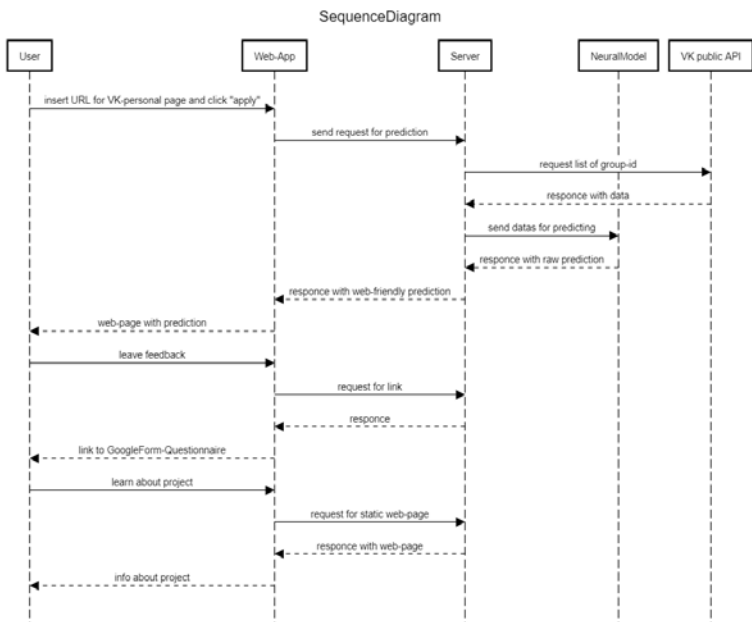 SequenceDiagram
User
Web-App
Server
NeuralModel
VK public API
insert URL for VK-personal page and click "apply"
send request for prediction
request list of group-id
responce with data
send datas for predicting
responce with raw prediction
responce with web-friendly prediction
web-page with prediction
leave feedback
request for link
responce
link to GoogleForm-Questionnaire
learn about project
request for static web-page
responce with web-page
info about project